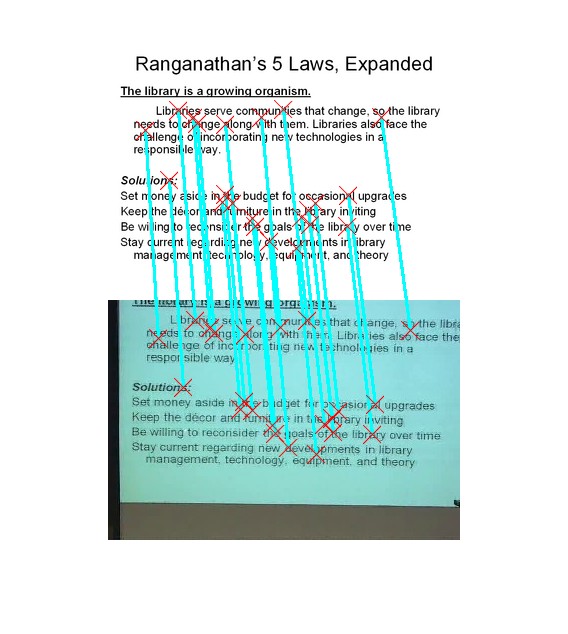 Ranganathan's 5 Laws, Expanded
The library is a growing organism.
Libraries serve communities that change, so the library
needs to change along with them. Libraries also face the
challenge of incorporating new technologies in a
responsible way.
Solutions:
Set money aside in the budget for occasional upgrades
Keep the décor and furniture in the library inviting
Be willing to reconsider the goals of the library over time
Stay current regarding new developments in library
management, technology, equipment, and theory
The library is a growing organism.
Libraries serve communities that change, so the libra
needs to change along with them. Libraries also face the
challenge of incorporating new technologies in a
responsible way
Solutions:
Set money aside in the budget for occasional upgrades
Keep the décor and furniture in the library inviting
Be willing to reconsider the goals of the library over time
Stay current regarding new developments in library
management, technology, equipment, and theory